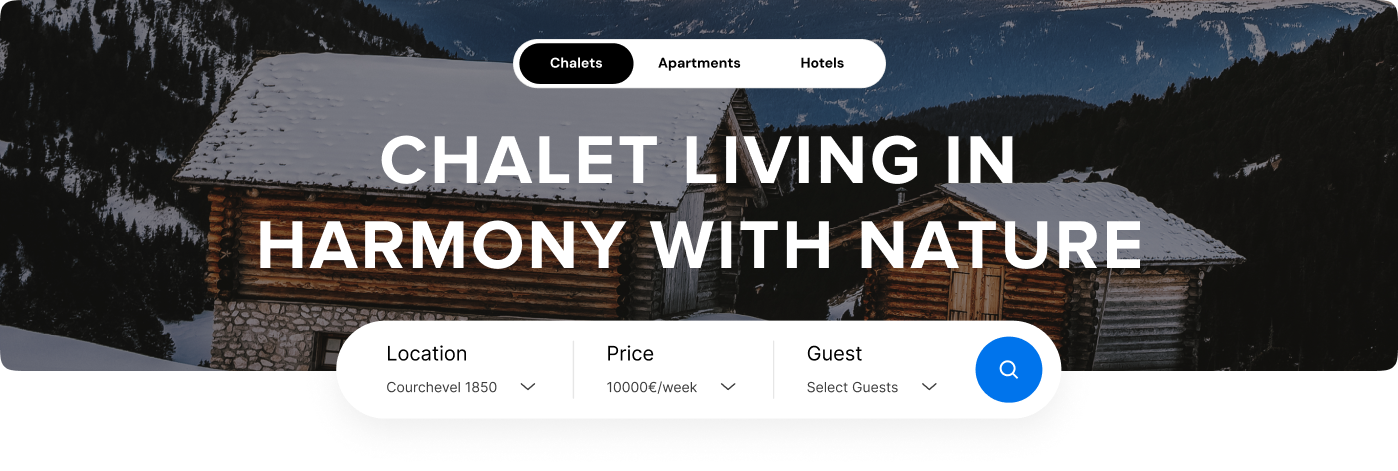 Chalets Apartments Hotels
CHALET LIVING IN
HARMONY WITH NATURE
Location Price Guest
Courchevel 1850 10000€/week Select Guests